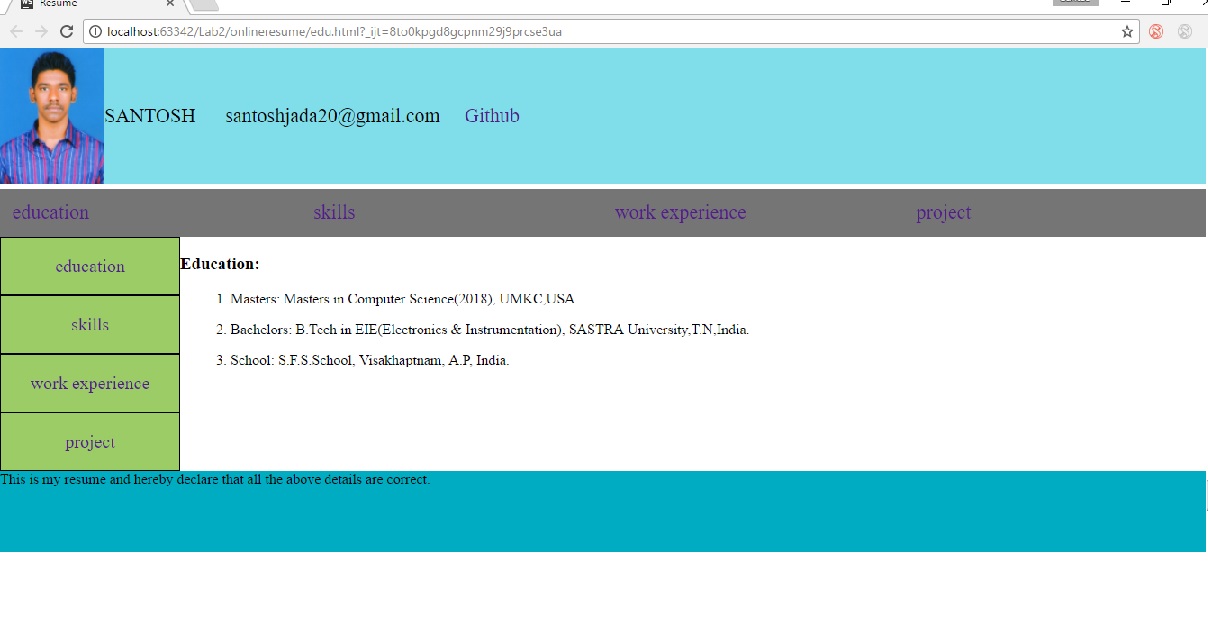 Resume
localhost:63342/Lab2/onlineresume/edu.html?_ijt=8to0kpgd8gcpnm29j9prcse3ua
SANTOSH santoshjada20@gmail.com Github
education skills work experience project
education
skills
work experience
project
Education:
1. Masters: Masters in Computer Science(2018), UMKC,USA
2. Bachelors: B.Tech in EIE(Electronics & Instrumentation), SASTRA University,T.N,India.
3. School: S.F.S.School, Visakhaptnam, A.P, India.
This is my resume and hereby declare that all the above details are correct.